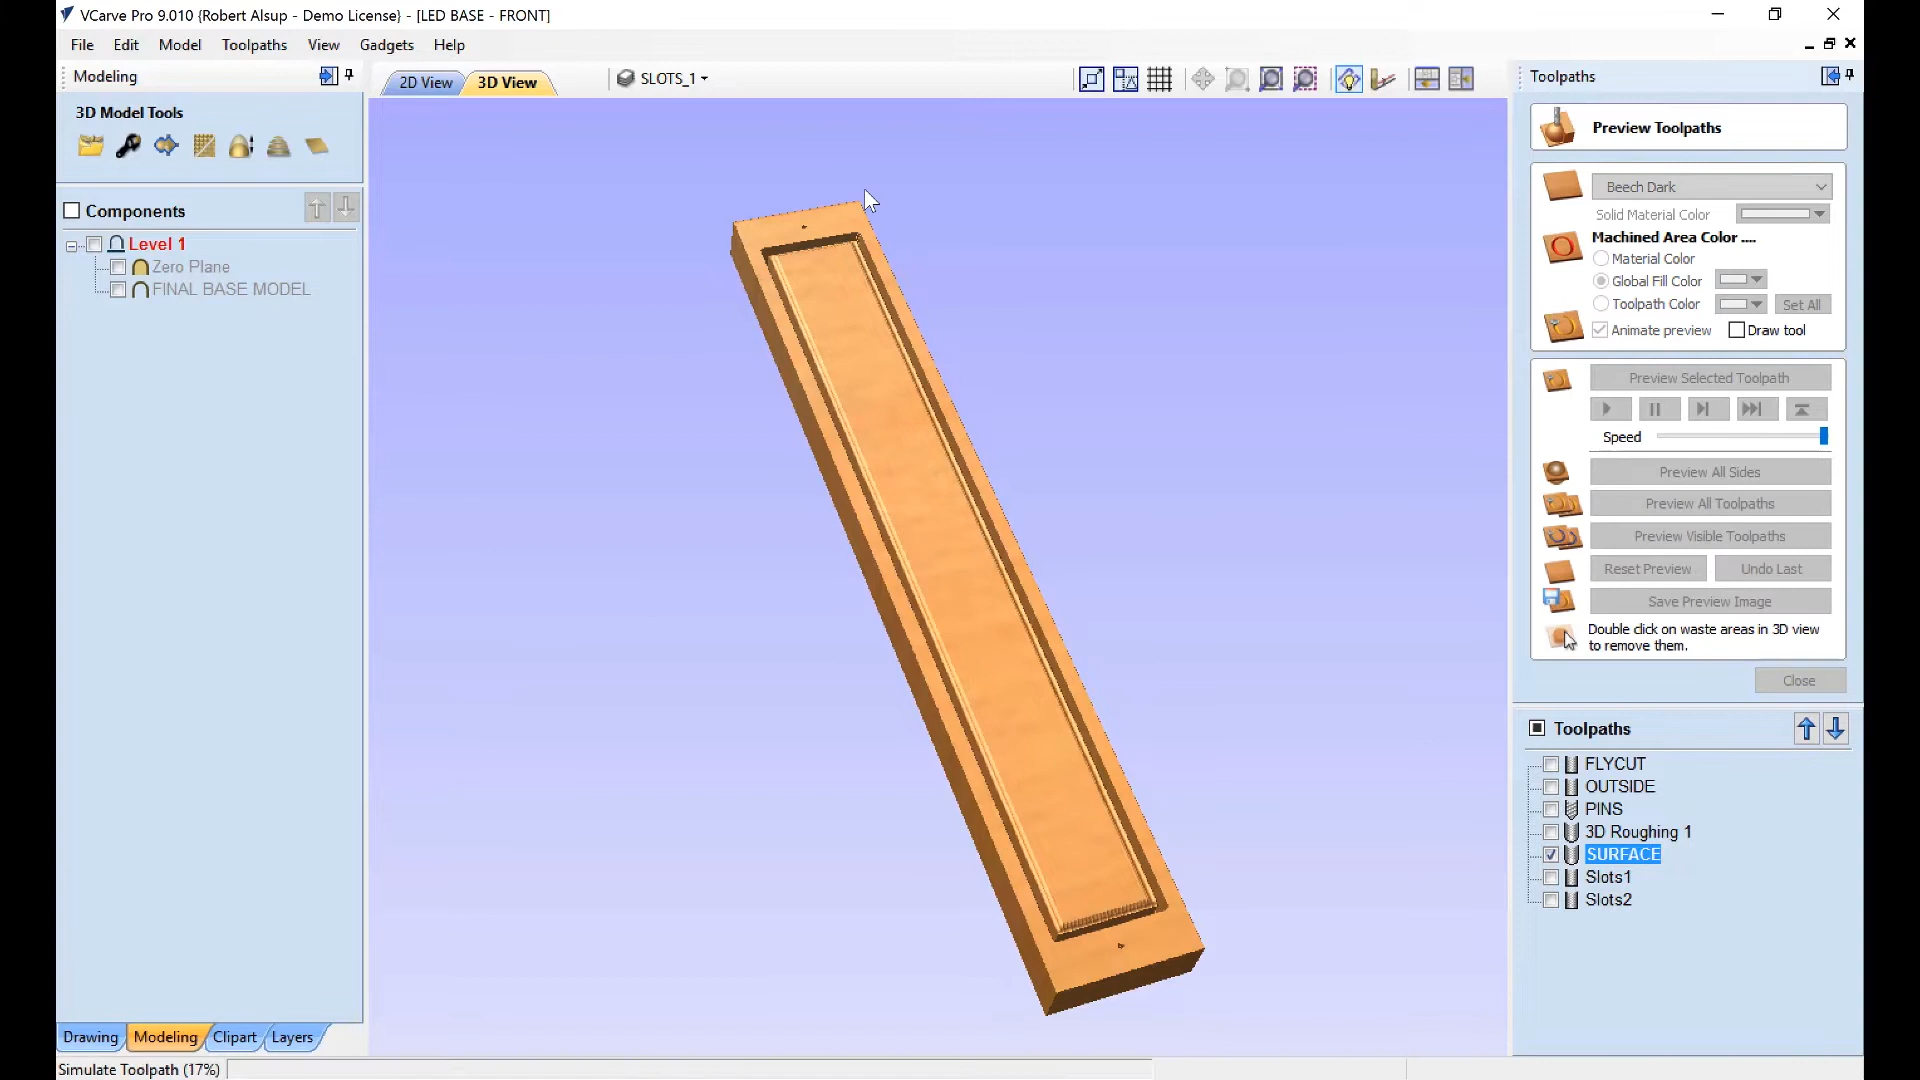 VCarve Pro 9.010 {Robert Alsup - Demo License} - [LED BASE - FRONT]
File Edit Model Toolpaths View Gadgets Help
Modeling
3D Model Tools
Components
Level 1
Zero Plane
FINAL BASE MODEL
Drawing Modeling Clipart Layers
Simulate Toolpath (17%)
2D View 3D View SLOTS_1
Toolpaths
Preview Toolpaths
Beech Dark
Solid Material Color
Machined Area Color ....
Material Color
Global Fill Color
Toolpath Color Set All
Animate preview Draw tool
Preview Selected Toolpath
Speed
Preview All Sides
Preview All Toolpaths
Preview Visible Toolpaths
Reset Preview Undo Last
Save Preview Image
Double click on waste areas in 3D view
to remove them.
Close
Toolpaths
FLYCUT
OUTSIDE
PINS
3D Roughing 1
SURFACE
Slots1
Slots2